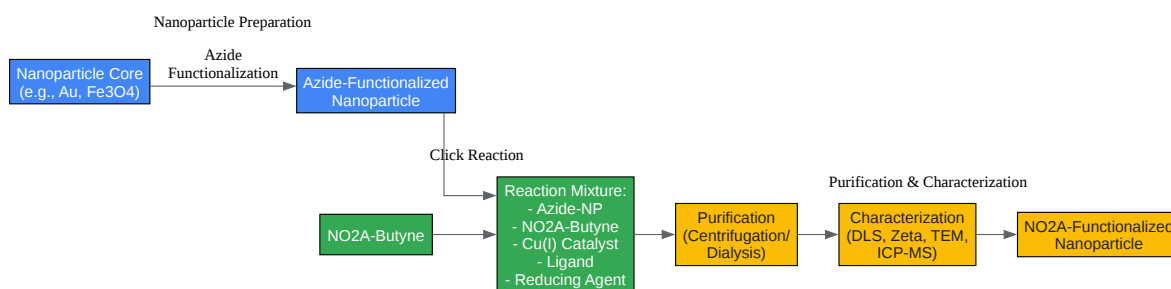 Nanoparticle Preparation
Azide
Functionalization
Nanoparticle Core
(e.g., Au, Fe3O4)
Azide-Functionalized
Nanoparticle
Click Reaction
NO2A-Butyne
Reaction Mixture:
- Azide-NP
- NO2A-Butyne
- Cu(I) Catalyst
- Ligand
- Reducing Agent
Purification & Characterization
Purification
(Centrifugation/
Dialysis)
Characterization
(DLS, Zeta, TEM,
ICP-MS)
NO2A-Functionalized
Nanoparticle